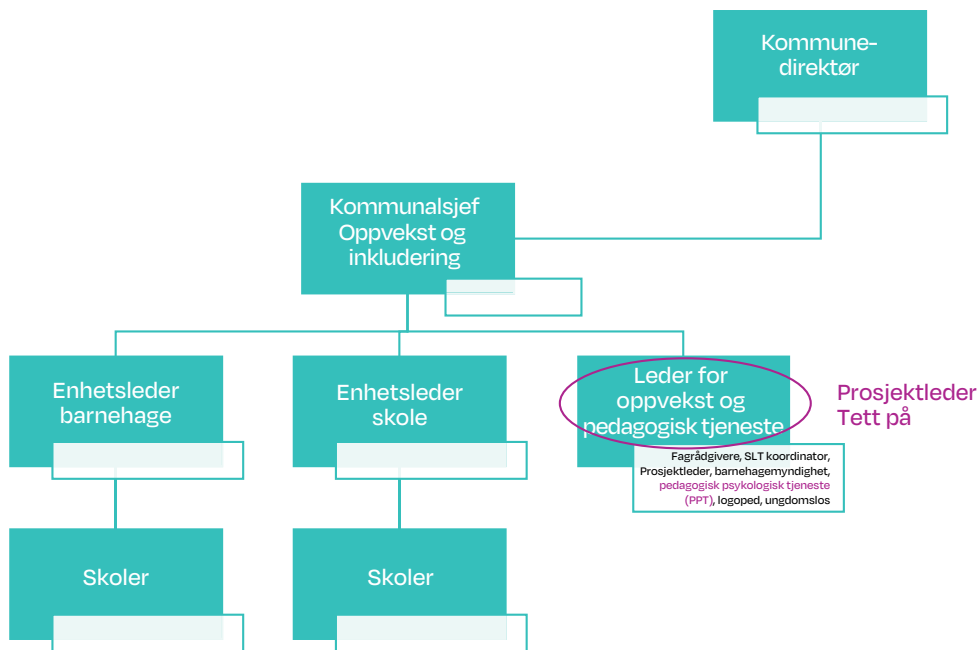 Kommune-
direktør
Kommunalsjef
Oppvekst og
inkludering
Enhetsleder
barnehage
Enhetsleder
skole
Leder for
oppvekst og
pedagogisk tjeneste
Prosjektleder
Tett på
Fagrådgivere, SLT koordinator,
Prosjektleder, barnehagemyndighet,
pedagogisk psykologisk tjeneste
(PPT), logoped, ungdomslos
Skoler
Skoler